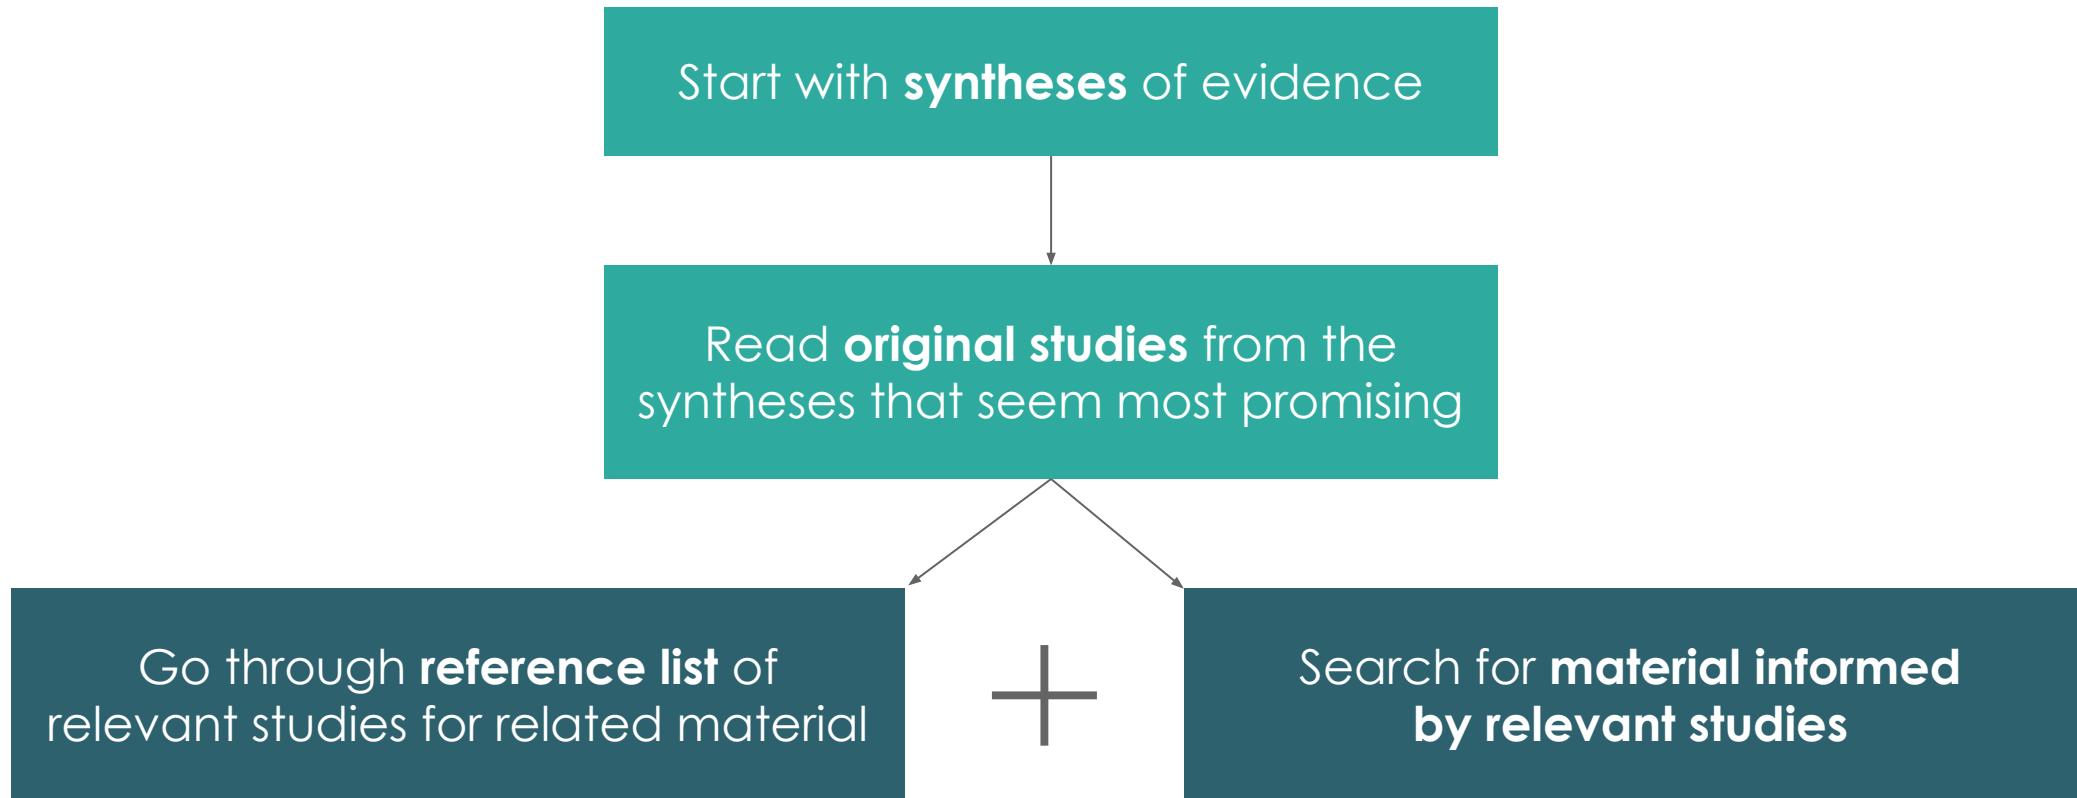 Start with syntheses of evidence
Read original studies from the
syntheses that seem most promising
Go through reference list of
relevant studies for related material
Search for material informed
by relevant studies